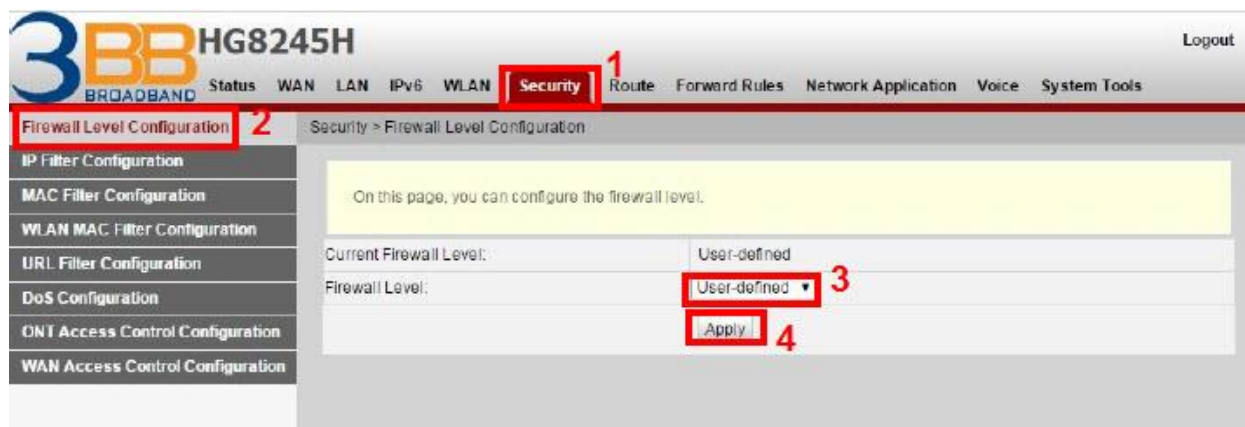 3BB BROADBAND
HG8245H
Logout
Status WAN LAN IPv6 WLAN Security Route Forward Rules Network Application Voice System Tools
1
Firewall Level Configuration 2
Security > Firewall Level Configuration
IP Filter Configuration
MAC Filter Configuration
WLAN MAC Filter Configuration
URL Filter Configuration
DoS Configuration
ONT Access Control Configuration
WAN Access Control Configuration
On this page, you can configure the firewall level.
Current Firewall Level: User-defined
Firewall Level: User-defined 3
Apply 4